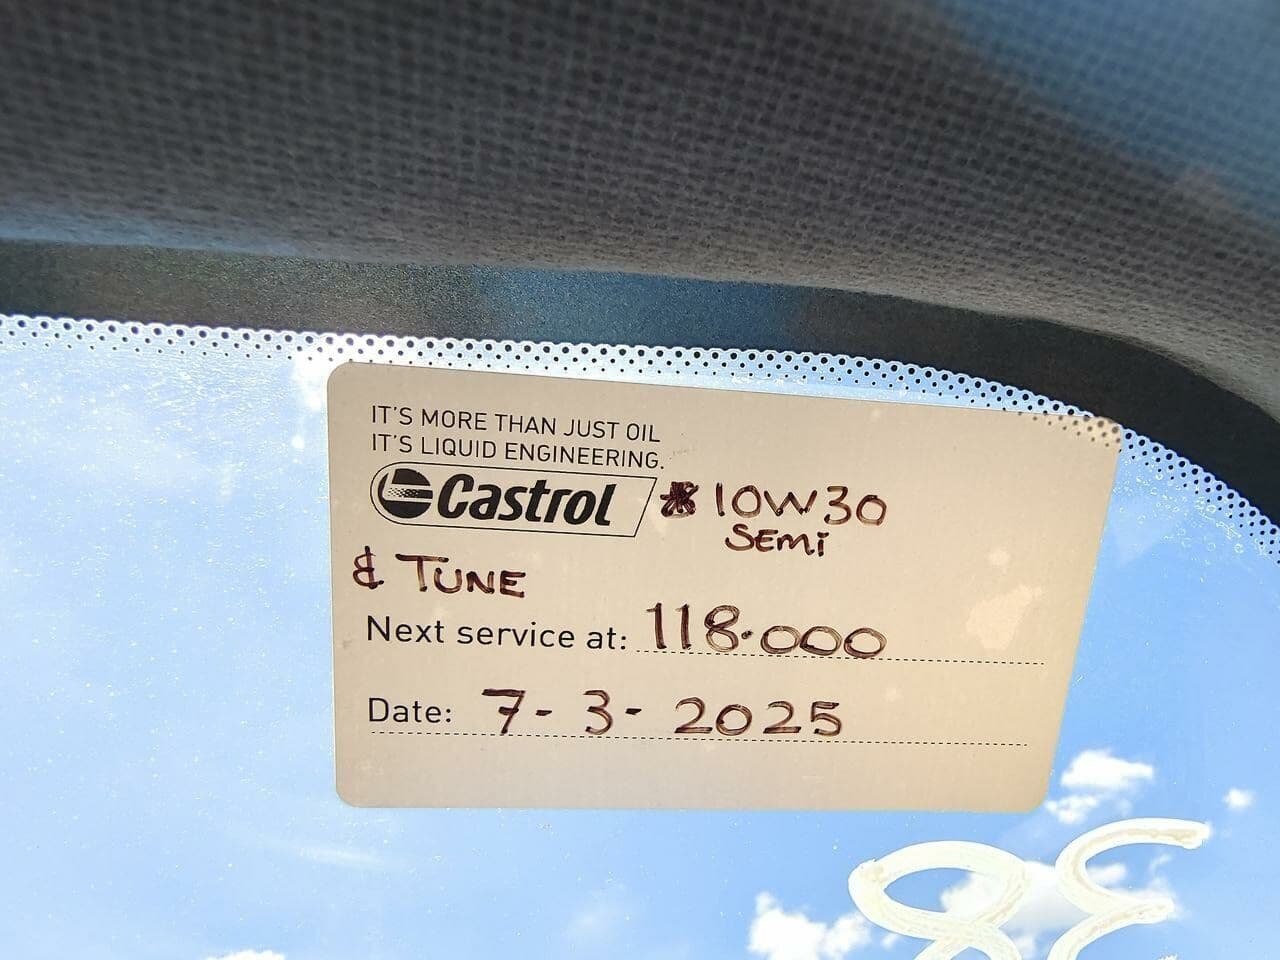 IT'S MORE THAN JUST OIL
IT'S LIQUID ENGINEERING.
Castrol * 10W30
SEMi
& TUNE
Next service at: 118.000
Date: 7-3-2025